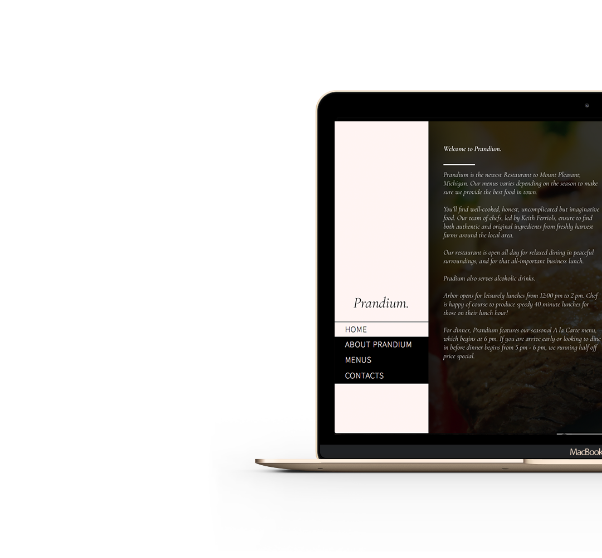 Welcome to Prandium.
Prandium is the newest Restaurant to Mount Pleasant,
Michigan. Our menus varies depending on the season to make
sure we provide the best food in town.
You'll find well-cooked, honest, uncomplicated but imaginative
food. Our team of chefs, led by Keith Ferriols, ensure to find
both authentic and original ingredients from freshly harvest
farms around the local area.
Our restaurant is open all day for relaxed dining in peaceful
surroundings, and for that all-important business lunch.
Pradium also serves alcoholic drinks.
Arbor opens for leisurely lunches from 12:00 pm to 2 pm. Chef
is happy of course to produce speedy 40 minute lunches for
those on their lunch hour!
For dinner, Prandium features our seasonal A la Carte menu,
which begins at 6 pm. If you are arrive early or looking to dine
in before dinner begins from 5 pm - 6 pm, we running half off
price special.
Prandium.
HOME
ABOUT PRANDIUM
MENUS
CONTACTS
MacBook